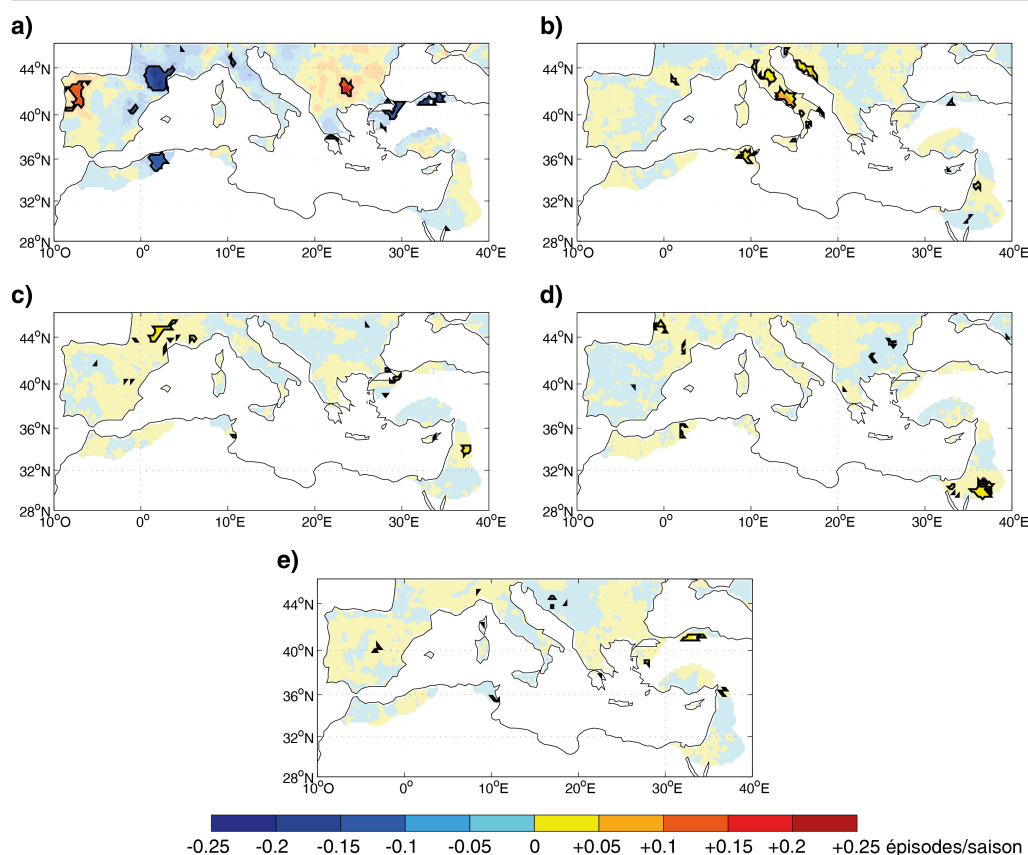 a) b)
44°N 44°N
40°N 40°N
36°N 36°N
32°N 32°N
28°N 28°N
10°O 0° 10°E 20°E 30°E 40°E 10°O 0° 10°E 20°E 30°E 40°E
c) d)
44°N 44°N
40°N 40°N
36°N 36°N
32°N 32°N
28°N 28°N
10°O 0° 10°E 20°E 30°E 40°E 10°O 0° 10°E 20°E 30°E 40°E
e)
44°N
40°N
36°N
32°N
28°N
10°O 0° 10°E 20°E 30°E 40°E
-0.25 -0.2 -0.15 -0.1 -0.05 0 +0.05 +0.1 +0.15 +0.2 +0.25 épisodes/saison